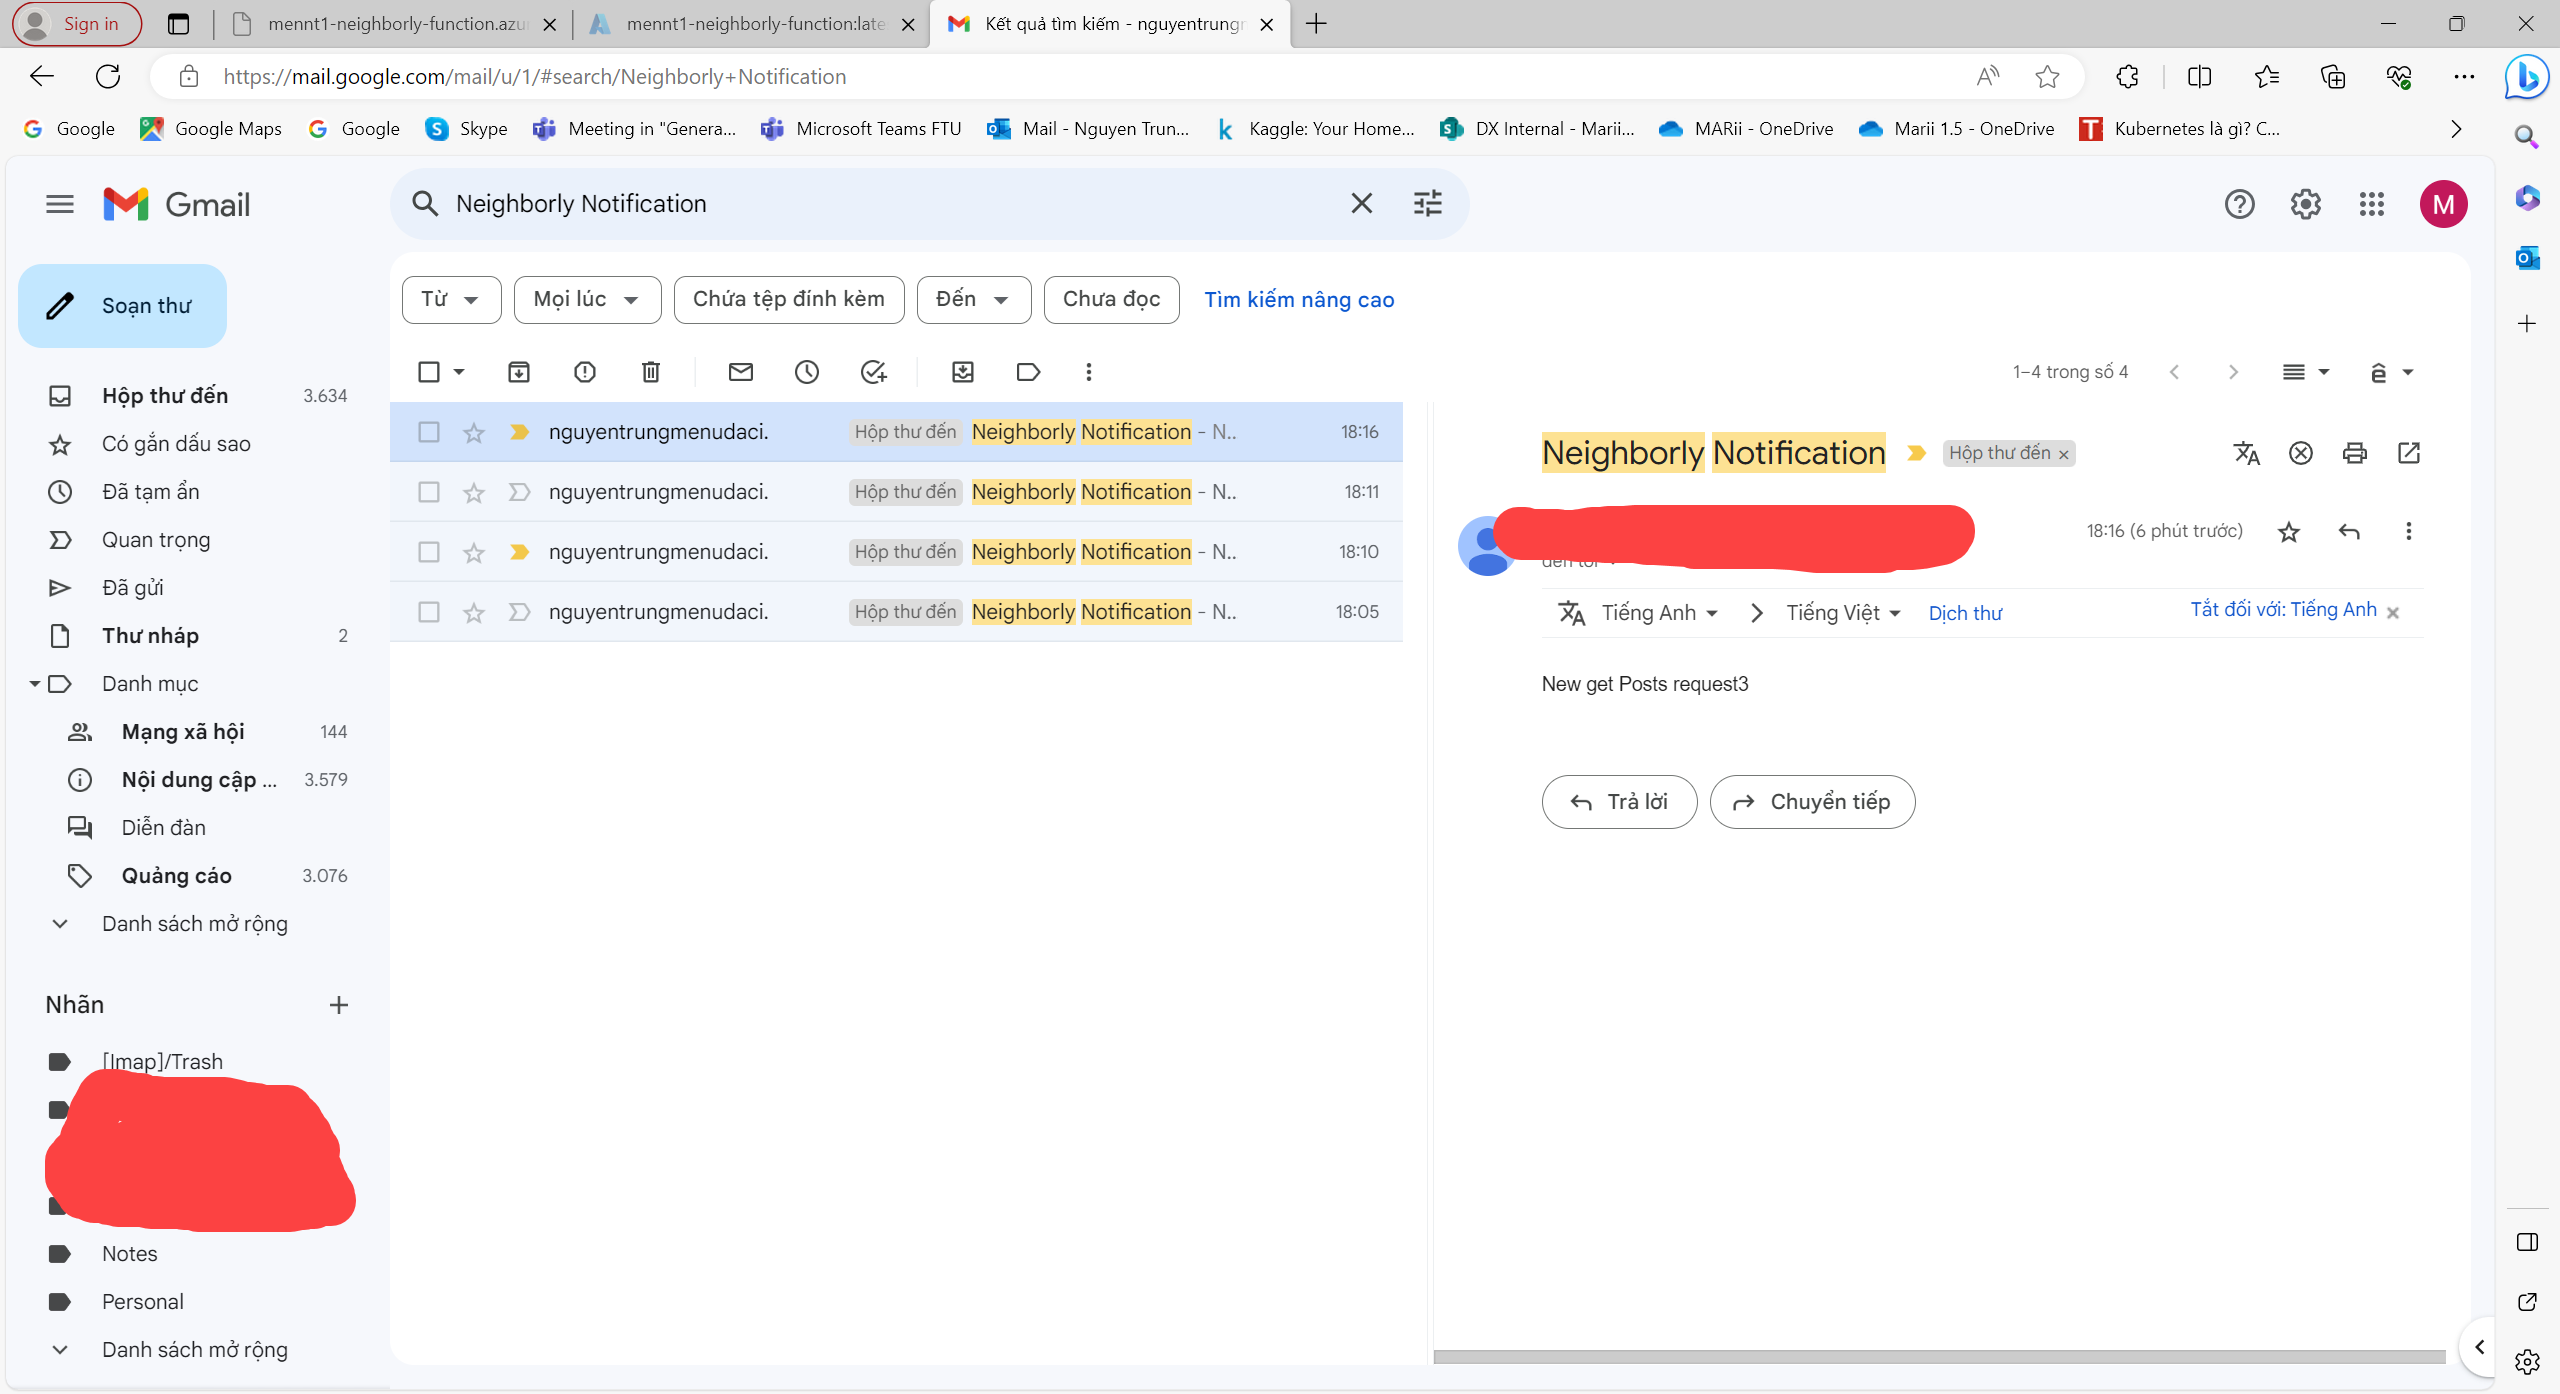 Sign in
mennt1-neighborly-function.azu
mennt1-neighborly-function:late
Kết quả tìm kiếm - nguyentrungm
https://mail.google.com/mail/u/1/#search/Neighborly+Notification
Google
Google Maps
Google
Skype
Meeting in "Genera...
Microsoft Teams FTU
Mail - Nguyen Trun...
Kaggle: Your Home...
DX Internal - Marii...
MARii - OneDrive
Marii 1.5 - OneDrive
Kubernetes là gì? C...
Gmail
Neighborly Notification
M
Soạn thư
Từ
Mọi lúc
Chứa tệp đính kèm
Đến
Chưa đọc
Tìm kiếm nâng cao
1–4 trong số 4
Hộp thư đến 3.634
Có gắn dấu sao
Đã tạm ẩn
Quan trọng
Đã gửi
Thư nháp 2
Danh mục
Mạng xã hội 144
Nội dung cập ... 3.579
Diễn đàn
Quảng cáo 3.076
Danh sách mở rộng
Nhãn
[Imap]/Trash
Notes
Personal
Danh sách mở rộng
nguyentrungmenudaci. Hộp thư đến Neighborly Notification - N.. 18:16
nguyentrungmenudaci. Hộp thư đến Neighborly Notification - N.. 18:11
nguyentrungmenudaci. Hộp thư đến Neighborly Notification - N.. 18:10
nguyentrungmenudaci. Hộp thư đến Neighborly Notification - N.. 18:05
Neighborly Notification
Hộp thư đến ×
18:16 (6 phút trước)
đến tôi
Tiếng Anh
Tiếng Việt
Dịch thư
Tắt đối với: Tiếng Anh
New get Posts request3
Trả lời
Chuyển tiếp